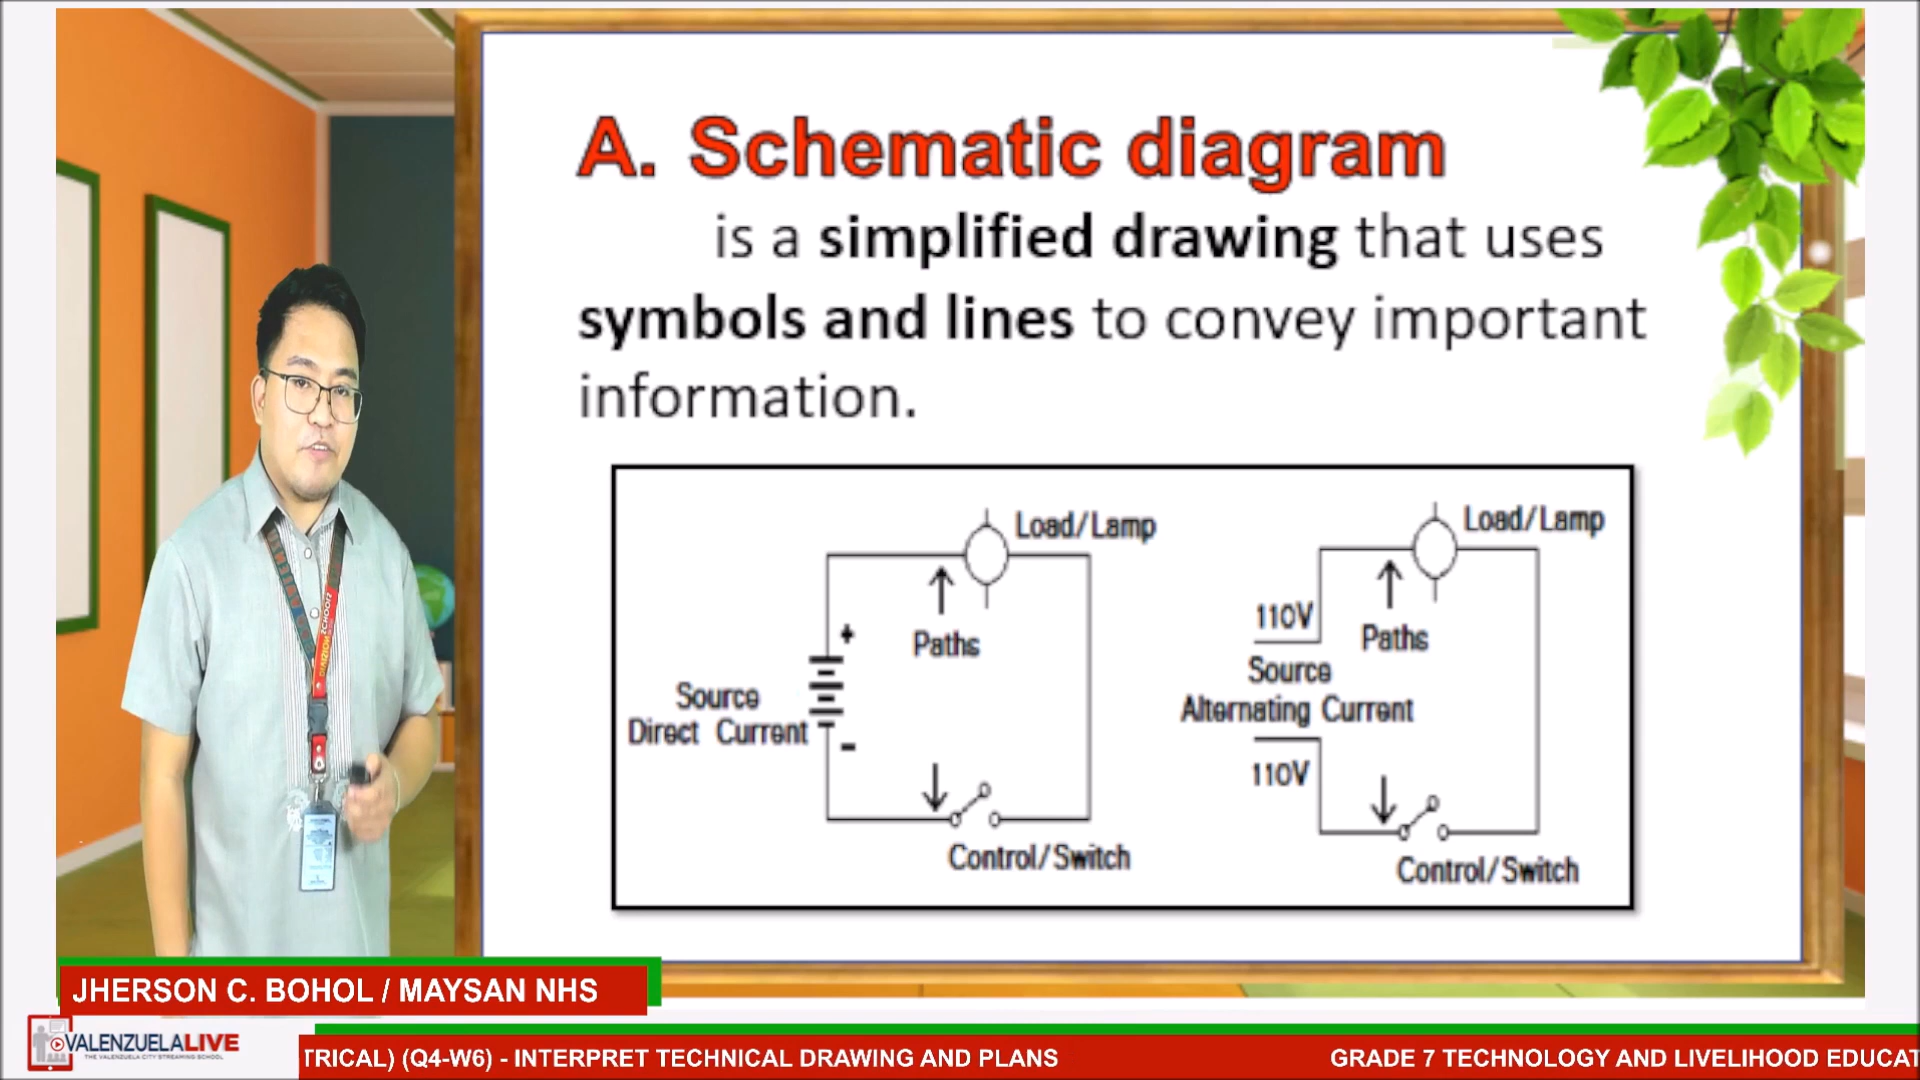 A. Schematic diagram
is a simplified drawing that uses
symbols and lines to convey important
information.
Load/Lamp
Paths
+
Source
Direct Current
-
Control/Switch
Load/Lamp
110V
Paths
Source
Alternating Current
110V
Control/Switch
JHERSON C. BOHOL / MAYSAN NHS
VALENZUELALIVE
THE VALENZUELA CITY STREAMING SCHOOL
TRICAL) (Q4-W6) - INTERPRET TECHNICAL DRAWING AND PLANS
GRADE 7 TECHNOLOGY AND LIVELIHOOD EDUCAT